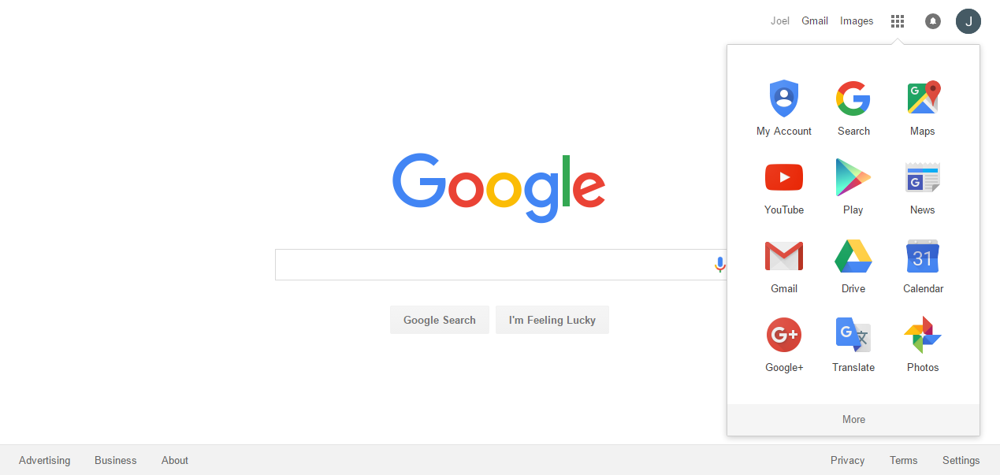 Joel Gmail Images J
My Account Search Maps
G
Google
YouTube Play News
G
Gmail Drive Calendar
31
Google Search I'm Feeling Lucky
G+ G 文
Google+ Translate Photos
More
Advertising Business About Privacy Terms Settings